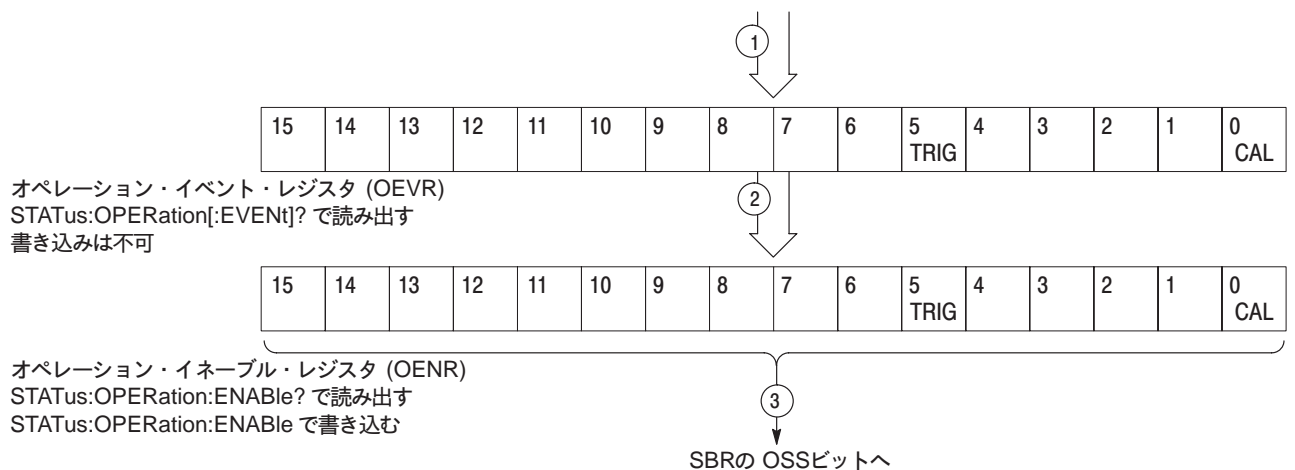 1
15 14 13 12 11 10 9 8 7 6 5 4 3 2 1 0
TRIG CAL
オペレーション・イベント・レジスタ (OEVR)
STATus:OPERation[:EVENt]? で読み出す
書き込みは不可
2
15 14 13 12 11 10 9 8 7 6 5 4 3 2 1 0
TRIG CAL
オペレーション・イネーブル・レジスタ (OENR)
STATus:OPERation:ENABle? で読み出す
STATus:OPERation:ENABle で書き込む
3
SBRの OSSビットへ